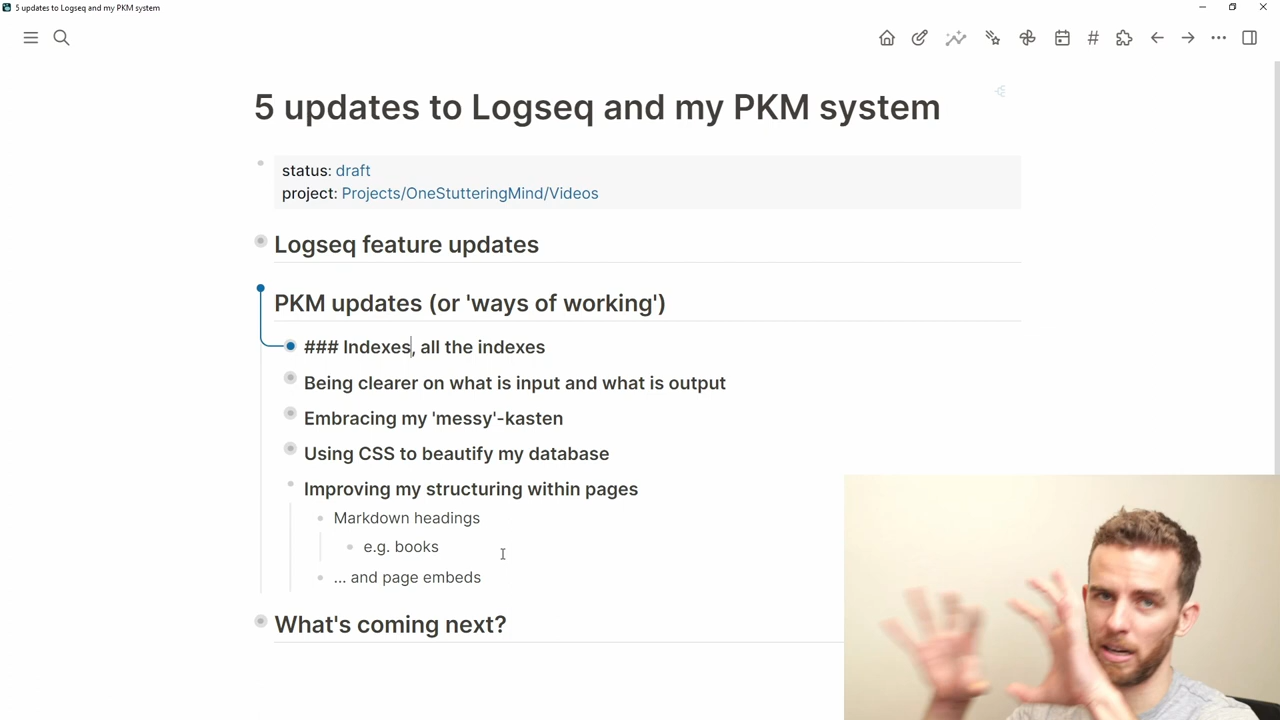 5 updates to Logseq and my PKM system
5 updates to Logseq and my PKM system
status: draft
project: Projects/OneStutteringMind/Videos
Logseq feature updates
PKM updates (or 'ways of working')
### Indexes, all the indexes
Being clearer on what is input and what is output
Embracing my 'messy'-kasten
Using CSS to beautify my database
Improving my structuring within pages
Markdown headings
e.g. books
... and page embeds
What's coming next?